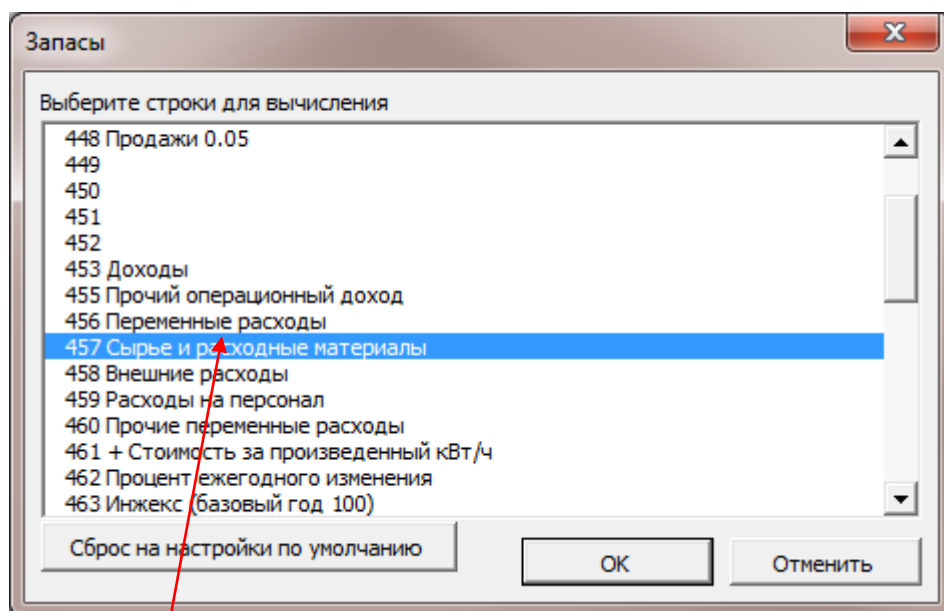 Запасы
Выберите строки для вычисления
448 Продажи 0.05
449
450
451
452
453 Доходы
455 Прочий операционный доход
456 Переменные расходы
457 Сырье и расходные материалы
458 Внешние расходы
459 Расходы на персонал
460 Прочие переменные расходы
461 + Стоимость за произведенный кВт/ч
462 Процент ежегодного изменения
463 Инжекс (базовый год 100)
Сброс на настройки по умолчанию
ОК
Отменить